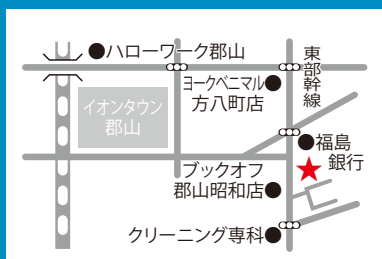 ハローワーク郡山
東部幹線
ヨークベニマル
方八町店
イオンタウン
郡山
福島
銀行
ブックオフ
郡山昭和店
クリーニング専科